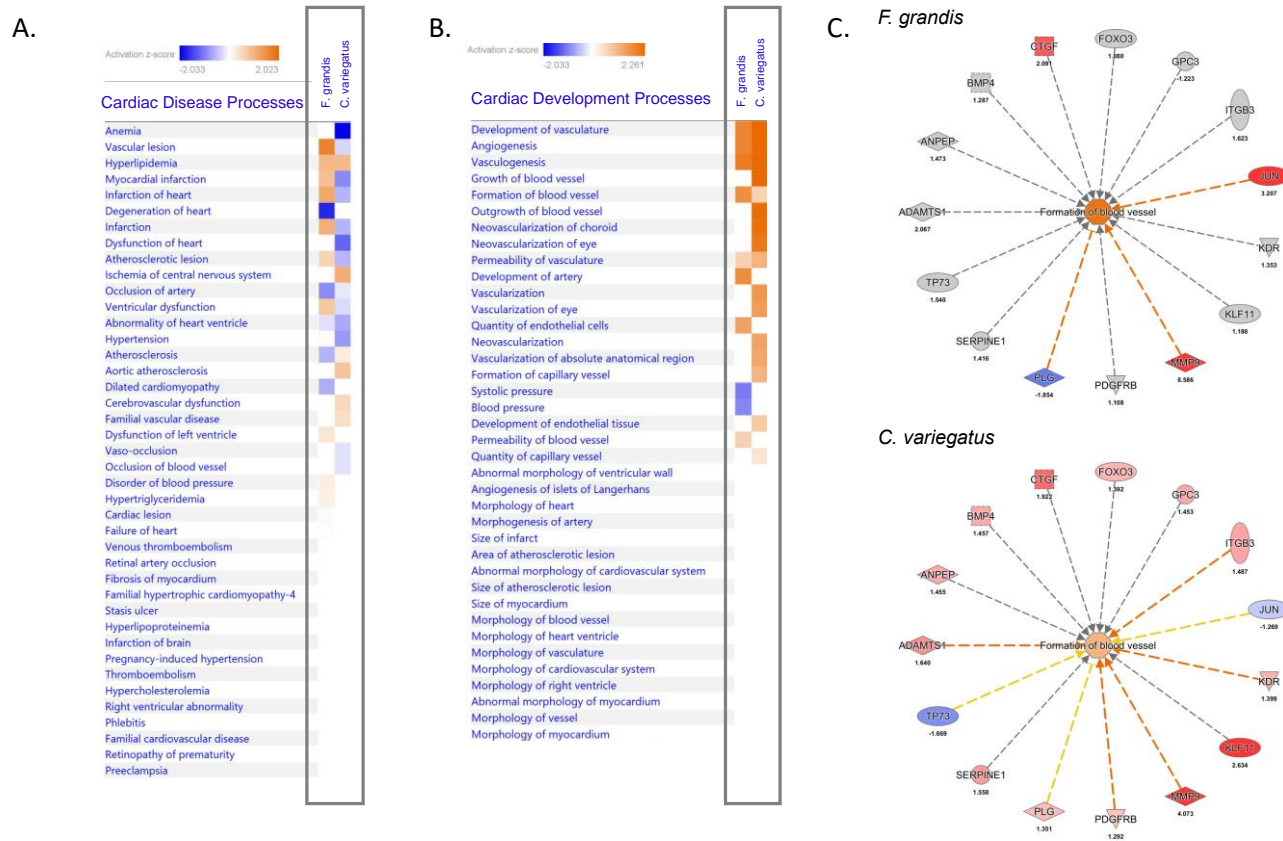 A.
Activation z-score
-2.033
2.023
Cardiac Disease Processes
F. grandis
C. variegatus
Anemia
Vascular lesion
Hyperlipidemia
Myocardial infarction
Infarction of heart
Degeneration of heart
Infarction
Dysfunction of heart
Atherosclerotic lesion
Ischemia of central nervous system
Occlusion of artery
Ventricular dysfunction
Abnormality of heart ventricle
Hypertension
Atherosclerosis
Aortic atherosclerosis
Dilated cardiomyopathy
Cerebrovascular dysfunction
Familial vascular disease
Dysfunction of left ventricle
Vaso-occlusion
Occlusion of blood vessel
Disorder of blood pressure
Hypertriglyceridemia
Cardiac lesion
Failure of heart
Venous thromboembolism
Retinal artery occlusion
Fibrosis of myocardium
Familial hypertrophic cardiomyopathy-4
Stasis ulcer
Hyperlipoproteinemia
Infarction of brain
Pregnancy-induced hypertension
Thromboembolism
Hypercholesterolemia
Right ventricular abnormality
Phlebitis
Familial cardiovascular disease
Retinopathy of prematurity
Preeclampsia
B.
Activation z-score
-2.033
2.261
Cardiac Development Processes
F. grandis
C. variegatus
Development of vasculature
Angiogenesis
Vasculogenesis
Growth of blood vessel
Formation of blood vessel
Outgrowth of blood vessel
Neovascularization of choroid
Neovascularization of eye
Permeability of vasculature
Development of artery
Vascularization
Vascularization of eye
Quantity of endothelial cells
Neovascularization
Vascularization of absolute anatomical region
Formation of capillary vessel
Systolic pressure
Blood pressure
Development of endothelial tissue
Permeability of blood vessel
Quantity of capillary vessel
Abnormal morphology of ventricular wall
Angiogenesis of islets of Langerhans
Morphology of heart
Morphogenesis of artery
Size of infarct
Area of atherosclerotic lesion
Abnormal morphology of cardiovascular system
Size of atherosclerotic lesion
Size of myocardium
Morphology of blood vessel
Morphology of heart ventricle
Morphology of vasculature
Morphology of cardiovascular system
Morphology of right ventricle
Abnormal morphology of myocardium
Morphology of vessel
Morphology of myocardium
C.
F. grandis
FOXO3
1.088
CTGF
2.091
GPC3
-1.223
BMP4
1.287
ITGB3
1.623
ANPEP
1.473
JUN
3.287
ADAMTS1
2.067
Formation of blood vessel
KDR
1.353
TP73
1.540
KLF11
1.188
SERPINE1
1.416
MMP9
8.586
PLG
-1.854
PDGFRB
1.108
C. variegatus
FOXO3
1.392
CTGF
1.922
GPC3
1.453
BMP4
1.457
ITGB3
1.487
ANPEP
1.455
JUN
-1.269
ADAMTS1
1.640
Formation of blood vessel
KDR
1.399
TP73
-1.669
KLF11
2.634
SERPINE1
1.558
MMP9
4.073
PLG
1.351
PDGFRB
1.292